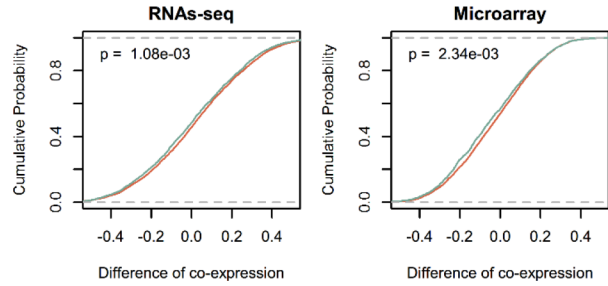 RNAs-seq
p = 1.08e-03
Cumulative Probability
0.0 0.4 0.8
-0.4 -0.2 0.0 0.2 0.4
Difference of co-expression
Microarray
p = 2.34e-03
Cumulative Probability
0.0 0.4 0.8
-0.4 -0.2 0.0 0.2 0.4
Difference of co-expression